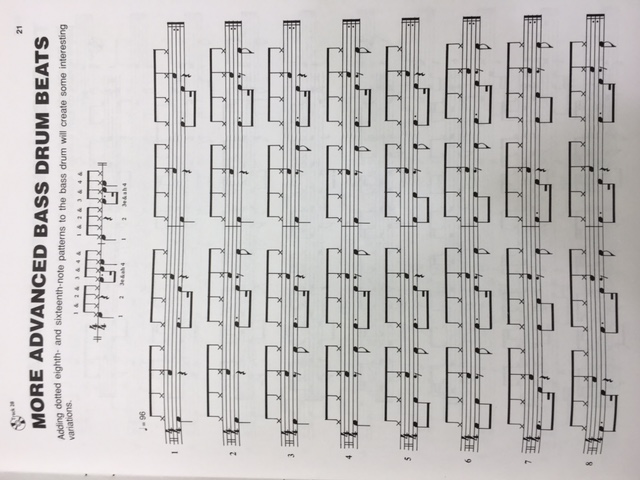 Track 28
21
MORE ADVANCED BASS DRUM BEATS
Adding dotted eighth- and sixteenth-note patterns to the bass drum will create some interesting
variations.
1 & 2 & 3 & 4 & 1 & 2 & 3 & 4 &
1 2 3e&ah4 1 2 3e&ah4
♩ = 96
1
2
3
4
5
6
7
8